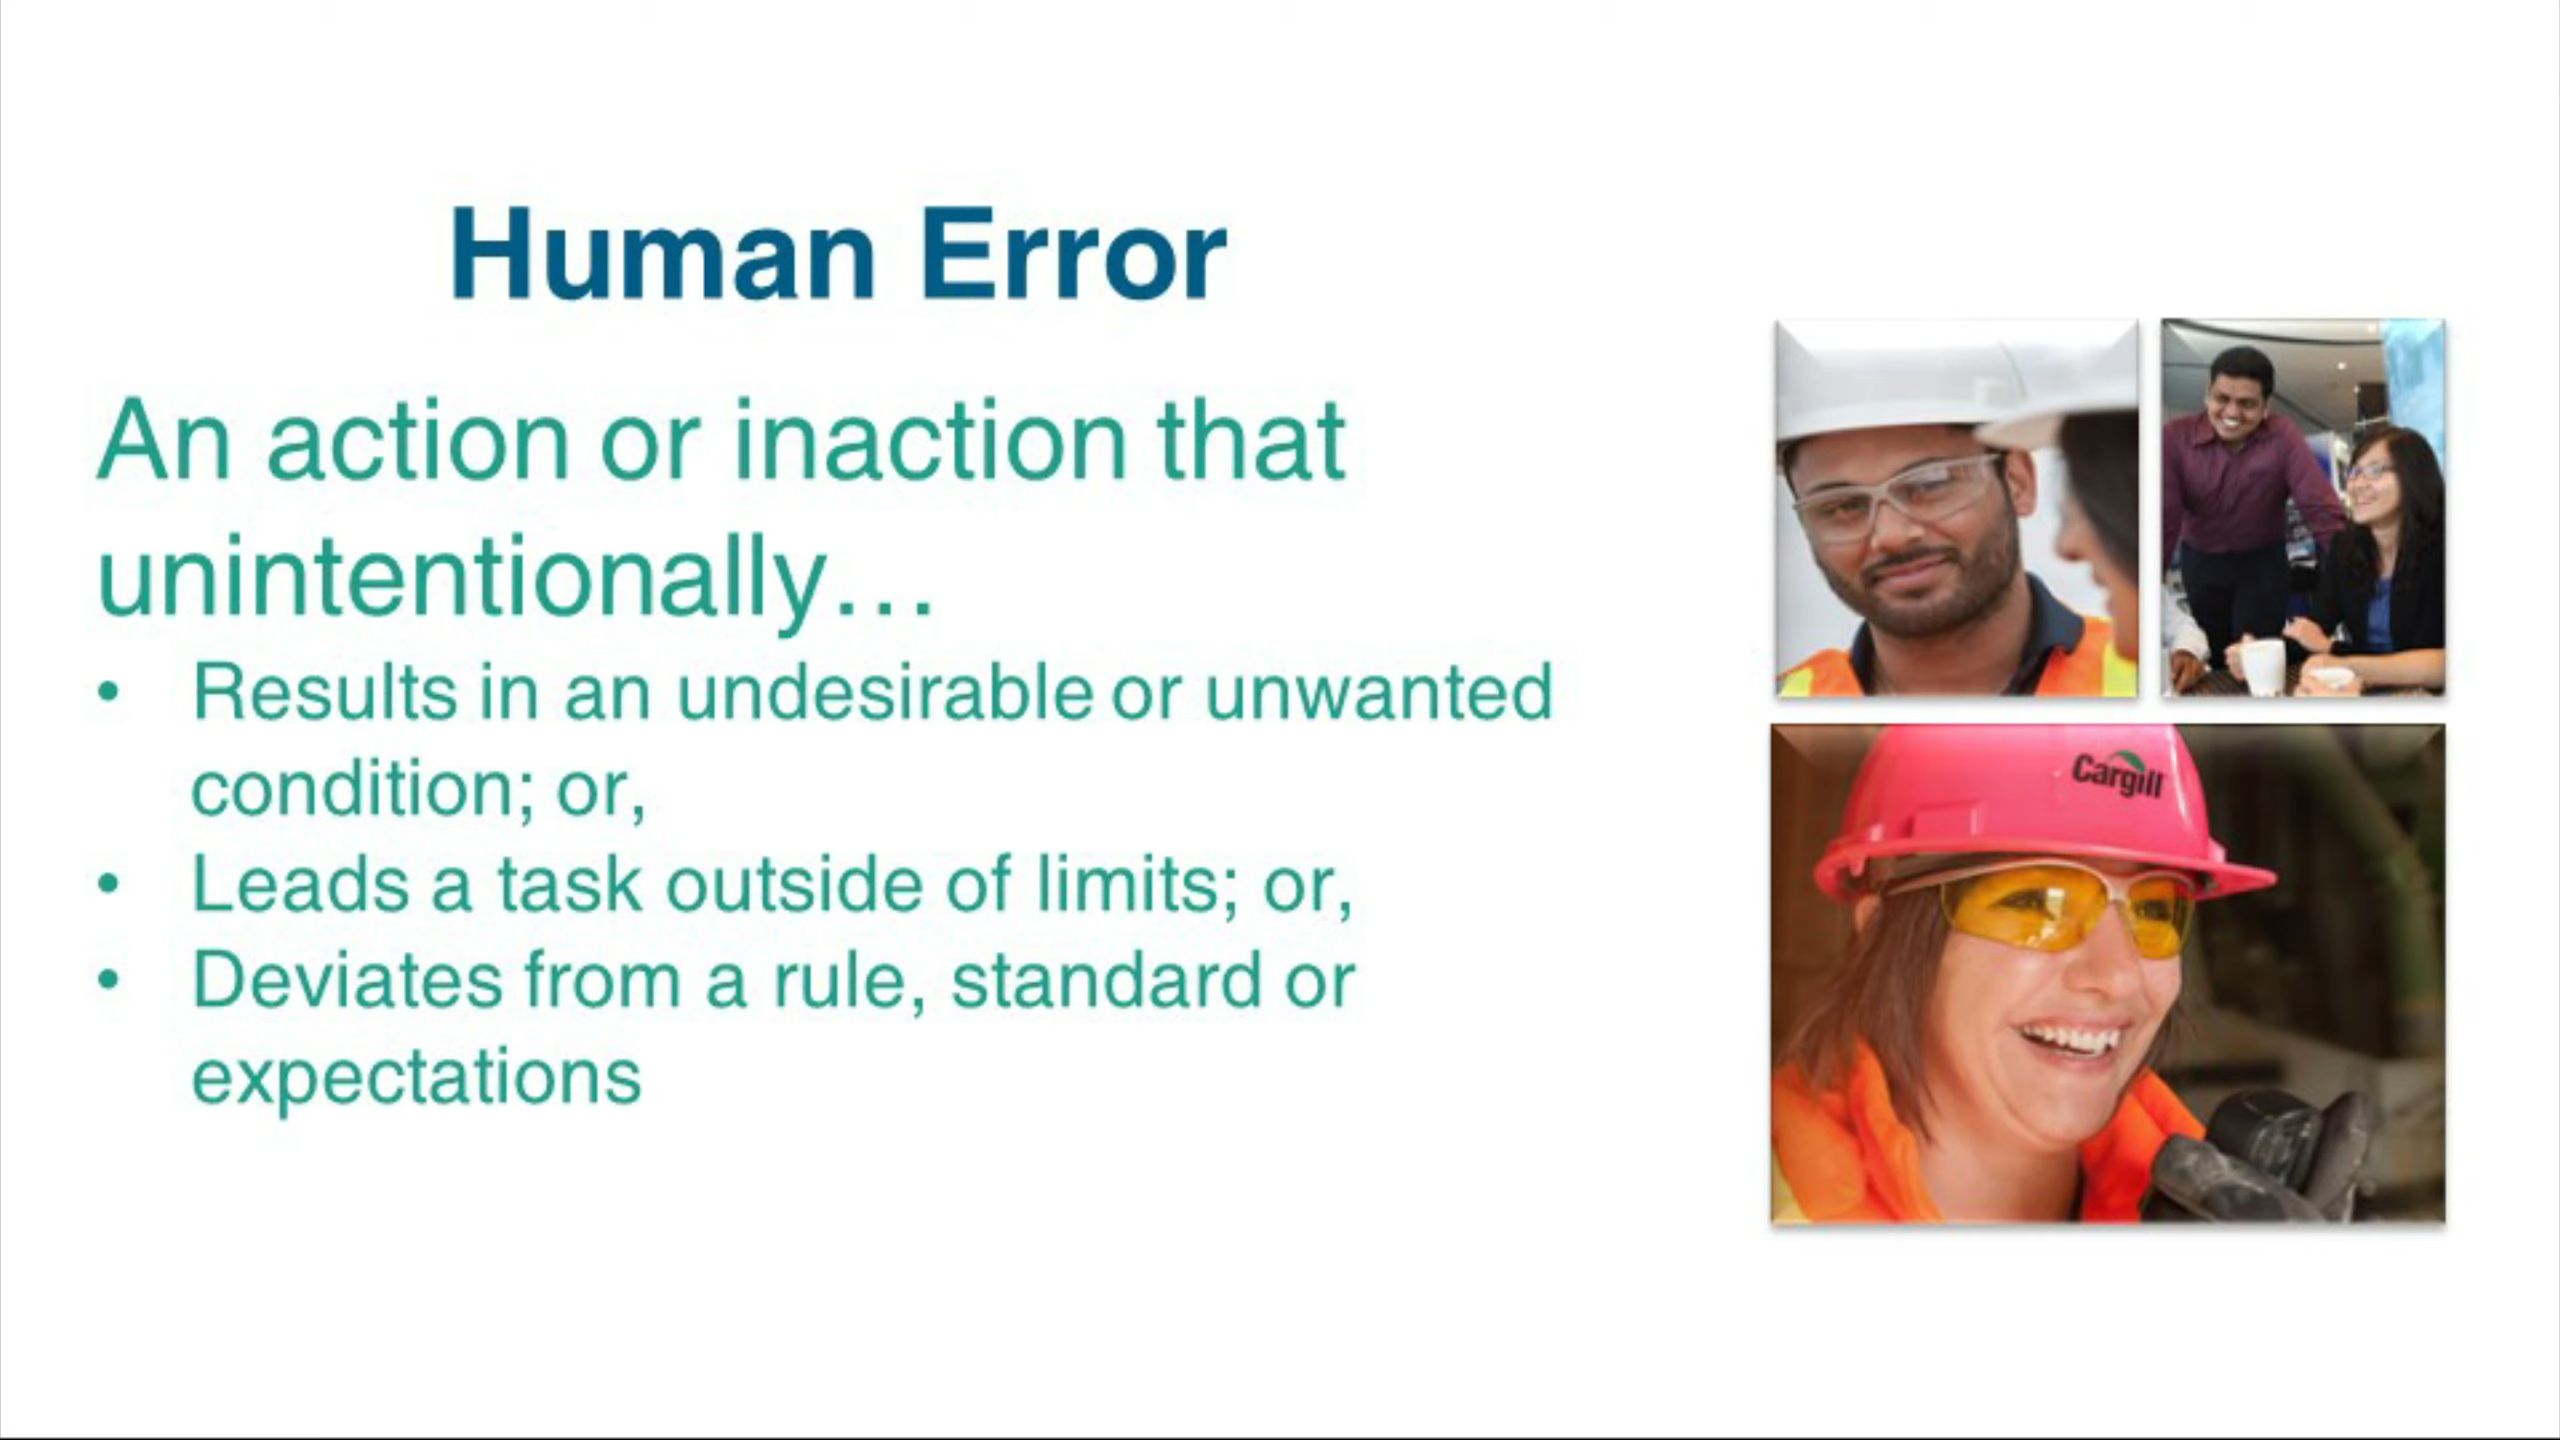 Human Error
An action or inaction that
unintentionally…
• Results in an undesirable or unwanted
condition; or,
• Leads a task outside of limits; or,
• Deviates from a rule, standard or
expectations
Cargill